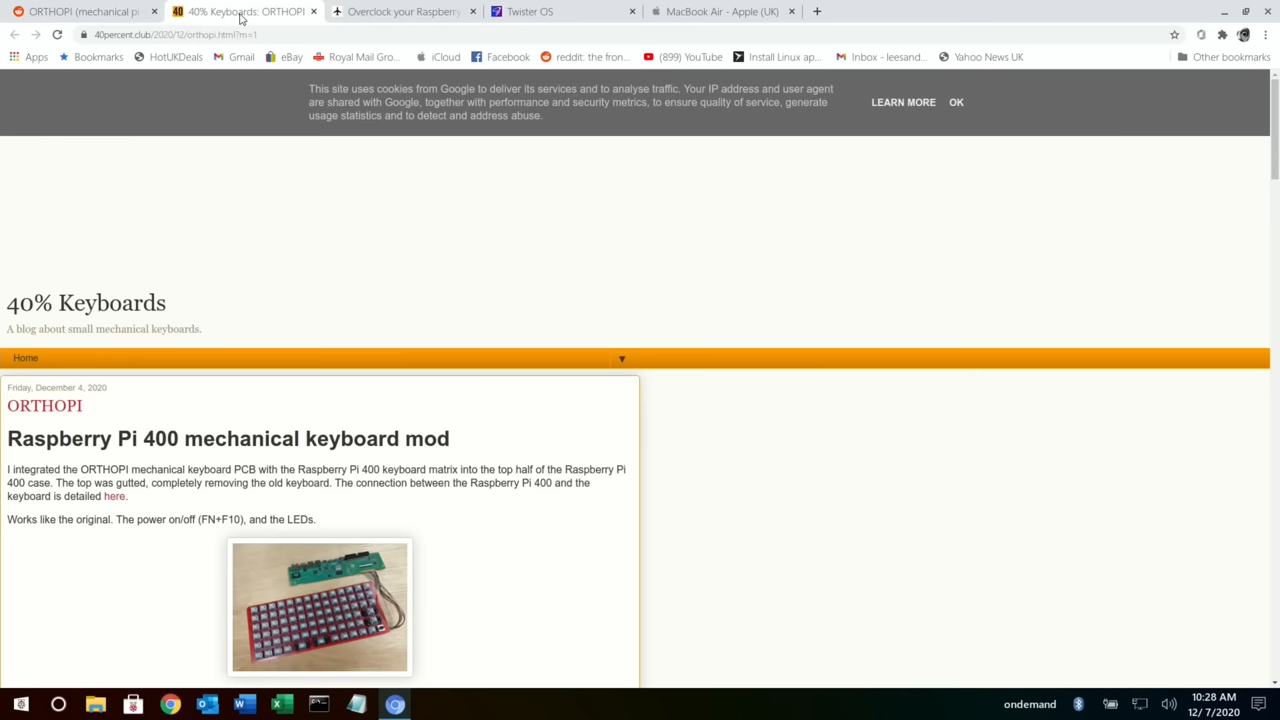 ORTHOPI (mechanical pi
40% Keyboards: ORTHOPI
Overclock your Raspberry
Twister OS
MacBook Air - Apple (UK)
40percent.club/2020/12/orthopi.html?m=1
Apps
Bookmarks
HotUKDeals
Gmail
eBay
Royal Mail Gro...
iCloud
Facebook
reddit: the fron...
(899) YouTube
Install Linux ap...
Inbox - leesand...
Yahoo News UK
Other bookmarks
This site uses cookies from Google to deliver its services and to analyse traffic. Your IP address and user agent
are shared with Google, together with performance and security metrics, to ensure quality of service, generate
usage statistics and to detect and address abuse.
LEARN MORE OK
40% Keyboards
A blog about small mechanical keyboards.
Home
Friday, December 4, 2020
ORTHOPI
Raspberry Pi 400 mechanical keyboard mod
I integrated the ORTHOPI mechanical keyboard PCB with the Raspberry Pi 400 keyboard matrix into the top half of the Raspberry Pi
400 case. The top was gutted, completely removing the old keyboard. The connection between the Raspberry Pi 400 and the
keyboard is detailed here.
Works like the original. The power on/off (FN+F10), and the LEDs.
ondemand
10:28 AM
12/ 7/2020